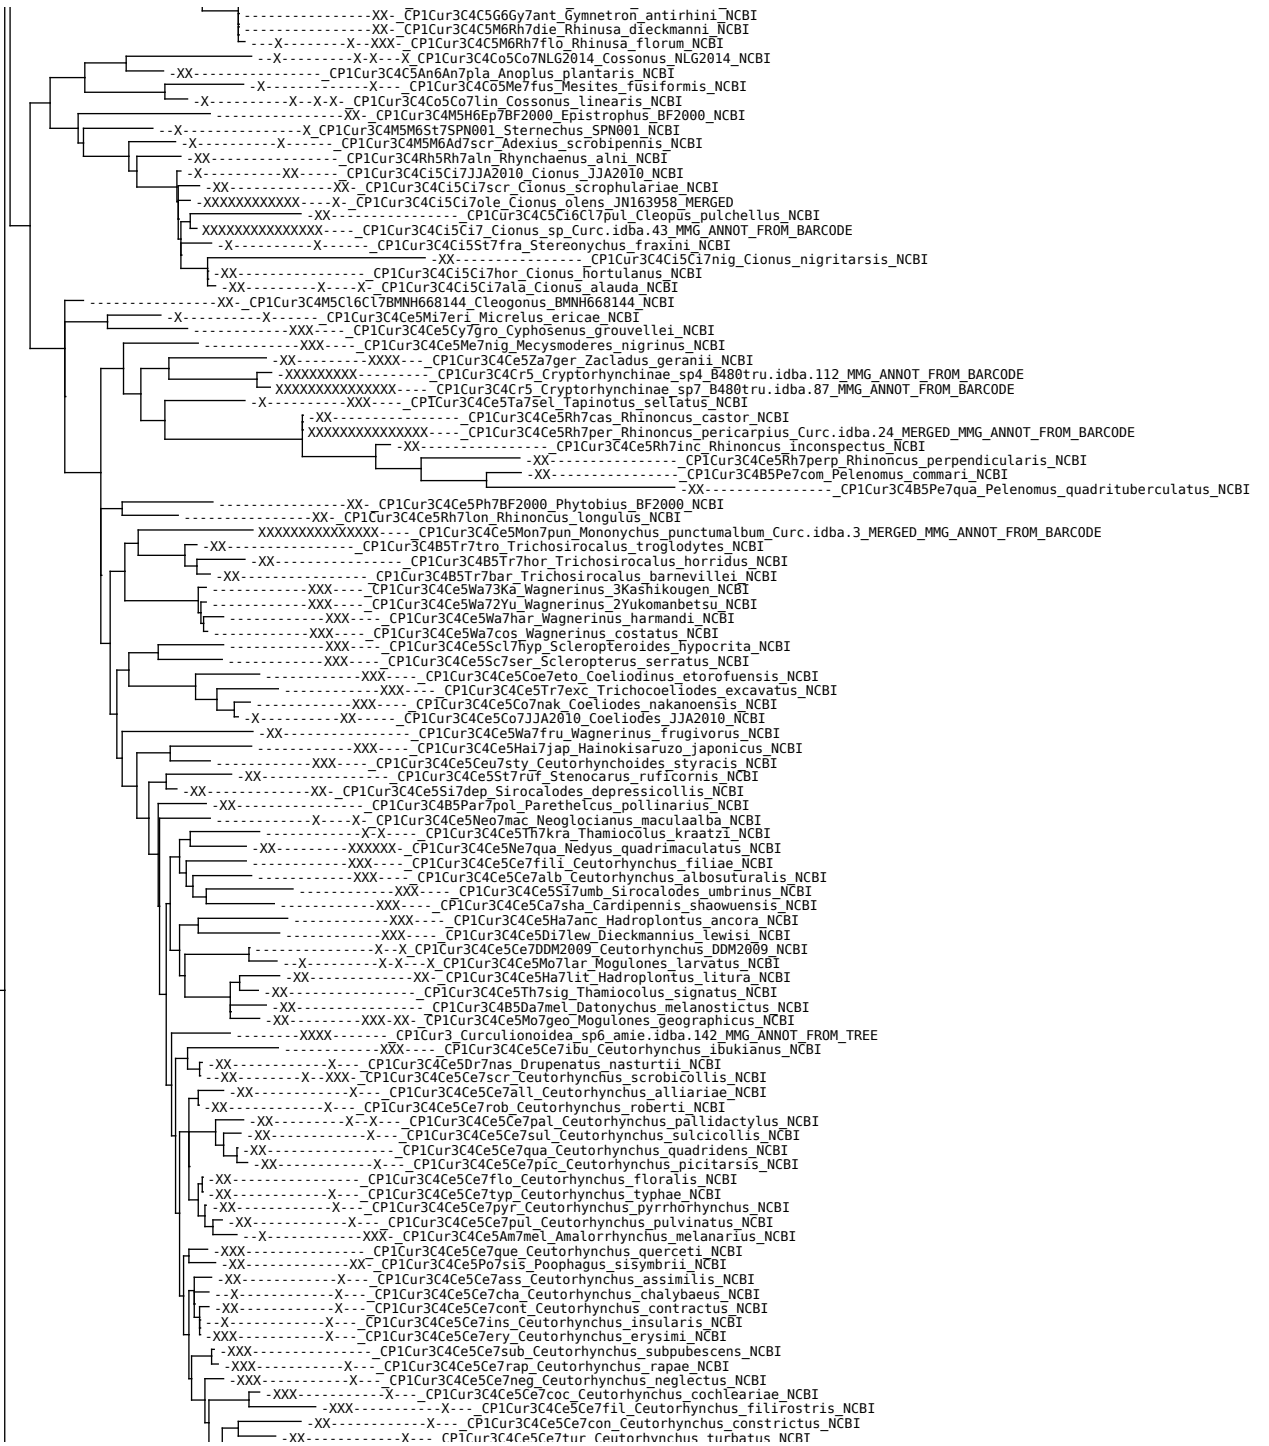 ----------------XX-_CP1Cur3C4C5G6Gy7ant_Gymnetron_antirhini_NCBI
----------------XX-_CP1Cur3C4C5M6Rh7die_Rhinusa_dieckmanni_NCBI
---X--------X--XXX-_CP1Cur3C4C5M6Rh7flo_Rhinusa_florum_NCBI
--X---------X-X---X_CP1Cur3C4Co5Co7NLG2014_Cossonus_NLG2014_NCBI
-XX----------------_CP1Cur3C4C5An6An7pla_Anoplus_plantaris_NCBI
-X-------------X---_CP1Cur3C4Co5Me7fus_Mesites_fusiformis_NCBI
-X----------X--X-X-_CP1Cur3C4Co5Co7lin_Cossonus_linearis_NCBI
----------------XX-_CP1Cur3C4M5H6Ep7BF2000_Epistrophus_BF2000_NCBI
--X---------------X_CP1Cur3C4M5M6St7SPN001_Sternechus_SPN001_NCBI
-X----------X------_CP1Cur3C4M5M6Ad7scr_Adexius_scrobipennis_NCBI
-XX----------------_CP1Cur3C4Rh5Rh7aln_Rhynchaenus_alni_NCBI
-X----------XX-----_CP1Cur3C4Ci5Ci7JJA2010_Cionus_JJA2010_NCBI
-XX-------------XX-_CP1Cur3C4Ci5Ci7scr_Cionus_scrophulariae_NCBI
-XXXXXXXXXXXX----X-_CP1Cur3C4Ci5Ci7ole_Cionus_olens_JN163958_MERGED
-XX----------------_CP1Cur3C4C5Ci6Cl7pul_Cleopus_pulchellus_NCBI
XXXXXXXXXXXXXXX----_CP1Cur3C4Ci5Ci7_Cionus_sp_Curc.idba.43_MMG_ANNOT_FROM_BARCODE
-X-----------X-----_CP1Cur3C4Ci5St7fra_Stereonychus_fraxini_NCBI
-XX----------------_CP1Cur3C4Ci5Ci7nig_Cionus_nigritarsis_NCBI
-XX----------------_CP1Cur3C4Ci5Ci7hor_Cionus_hortulanus_NCBI
-XX----------X---X-_CP1Cur3C4Ci5Ci7ala_Cionus_alauda_NCBI
----------------XX-_CP1Cur3C4M5Cl6Cl7BMNH668144_Cleogonus_BMNH668144_NCBI
-X----------X------_CP1Cur3C4Ce5Mi7eri_Micrelus_ericae_NCBI
------------XXX----_CP1Cur3C4Ce5Cy7gro_Cyphosenus_grouvellei_NCBI
------------XXX----_CP1Cur3C4Ce5Me7nig_Mecysmoderes_nigrinus_NCBI
-XX---------XXXX---_CP1Cur3C4Ce5Za7ger_Zacladus_geranii_NCBI
-XXXXXXXXX---------_CP1Cur3C4Cr5_Cryptorhynchinae_sp4_B480tru.idba.112_MMG_ANNOT_FROM_BARCODE
XXXXXXXXXXXXXXX----_CP1Cur3C4Cr5_Cryptorhynchinae_sp7_B480tru.idba.87_MMG_ANNOT_FROM_BARCODE
-X----------XXX----_CP1Cur3C4Ce5Ta7sel_Tapinotus_sellatus_NCBI
-XX----------------_CP1Cur3C4Ce5Rh7cas_Rhinoncus_castor_NCBI
XXXXXXXXXXXXXXX----_CP1Cur3C4Ce5Rh7per_Rhinoncus_pericarpius_Curc.idba.24_MERGED_MMG_ANNOT_FROM_BARCODE
-XX----------------_CP1Cur3C4Ce5Rh7inc_Rhinoncus_inconspectus_NCBI
-XX----------------_CP1Cur3C4Ce5Rh7perp_Rhinoncus_perpendicularis_NCBI
-XX----------------_CP1Cur3C4B5Pe7com_Pelenomus_commari_NCBI
-XX----------------_CP1Cur3C4B5Pe7qua_Pelenomus_quadrituberculatus_NCBI
----------------XX-_CP1Cur3C4Ce5Ph7BF2000_Phytobius_BF2000_NCBI
----------------XX-_CP1Cur3C4Ce5Rh7lon_Rhinoncus_longulus_NCBI
XXXXXXXXXXXXXXX----_CP1Cur3C4Ce5Mon7pun_Mononychus_punctumalbum_Curc.idba.3_MERGED_MMG_ANNOT_FROM_BARCODE
-XX----------------_CP1Cur3C4B5Tr7tro_Trichosirocalus_troglodytes_NCBI
-XX----------------_CP1Cur3C4B5Tr7hor_Trichosirocalus_horridus_NCBI
-XX----------------_CP1Cur3C4B5Tr7bar_Trichosirocalus_barnevillei_NCBI
------------XXX----_CP1Cur3C4Ce5Wa73Ka_Wagnerinus_3Kashikougen_NCBI
------------XXX----_CP1Cur3C4Ce5Wa72Yu_Wagnerinus_2Yukomanbetsu_NCBI
------------XXX----_CP1Cur3C4Ce5Wa7har_Wagnerinus_harmandi_NCBI
------------XXX----_CP1Cur3C4Ce5Wa7cos_Wagnerinus_costatus_NCBI
------------XXX----_CP1Cur3C4Ce5Scl7hyp_Scleropteroides_hypocrita_NCBI
------------XXX----_CP1Cur3C4Ce5Sc7ser_Scleropterus_serratus_NCBI
------------XXX----_CP1Cur3C4Ce5Coe7eto_Coeliodinus_etorofuensis_NCBI
------------XXX----_CP1Cur3C4Ce5Tr7exc_Trichocoeliodes_excavatus_NCBI
------------XXX----_CP1Cur3C4Ce5Co7nak_Coeliodes_nakanoensis_NCBI
-X----------XX-----_CP1Cur3C4Ce5Co7JJA2010_Coeliodes_JJA2010_NCBI
-XX----------------_CP1Cur3C4Ce5Wa7fru_Wagnerinus_frugivorus_NCBI
------------XXX----_CP1Cur3C4Ce5Hai7jap_Hainokisaruzo_japonicus_NCBI
------------XXX----_CP1Cur3C4Ce5Ceu7sty_Ceutorhynchoides_styracis_NCBI
-XX----------------_CP1Cur3C4Ce5St7ruf_Stenocarus_ruficornis_NCBI
-XX-------------XX-_CP1Cur3C4Ce5Si7dep_Sirocalodes_depressicollis_NCBI
-XX----------------_CP1Cur3C4B5Par7pol_Parethelcus_pollinarius_NCBI
------------X----X-_CP1Cur3C4Ce5Neo7mac_Neoglocianus_maculaalba_NCBI
------------X-X----_CP1Cur3C4Ce5Th7kra_Thamiocolus_kraatzi_NCBI
-XX---------XXXXXX-_CP1Cur3C4Ce5Ne7qua_Nedyus_quadrimaculatus_NCBI
------------XXX----_CP1Cur3C4Ce5Ce7fili_Ceutorhynchus_filiae_NCBI
------------XXX----_CP1Cur3C4Ce5Ce7alb_Ceutorhynchus_albosuturalis_NCBI
------------XXX----_CP1Cur3C4Ce5Si7umb_Sirocalodes_umbrinus_NCBI
------------XXX----_CP1Cur3C4Ce5Ca7sha_Cardipennis_shaowuensis_NCBI
------------XXX----_CP1Cur3C4Ce5Ha7anc_Hadroplontus_ancora_NCBI
------------XXX----_CP1Cur3C4Ce5Di7lew_Dieckmannius_lewisi_NCBI
---------------X--X_CP1Cur3C4Ce5Ce7DDM2009_Ceutorhynchus_DDM2009_NCBI
--X---------X-X---X_CP1Cur3C4Ce5Mo7lar_Mogulones_larvatus_NCBI
-XX-------------XX-_CP1Cur3C4Ce5Ha7lit_Hadroplontus_litura_NCBI
-XX----------------_CP1Cur3C4Ce5Th7sig_Thamiocolus_signatus_NCBI
-XX----------------_CP1Cur3C4B5Da7mel_Datonychus_melanostictus_NCBI
-XX---------XXX-XX-_CP1Cur3C4Ce5Mo7geo_Mogulones_geographicus_NCBI
--------XXXX-------_CP1Cur3_Curculionoidea_sp6_amie.idba.142_MMG_ANNOT_FROM_TREE
------------XXX----_CP1Cur3C4Ce5Ce7ibu_Ceutorhynchus_ibukianus_NCBI
-XX------------X---_CP1Cur3C4Ce5Dr7nas_Drupenatus_nasturtii_NCBI
--XX--------X--XXX-_CP1Cur3C4Ce5Ce7scr_Ceutorhynchus_scrobicollis_NCBI
-XX------------X---_CP1Cur3C4Ce5Ce7all_Ceutorhynchus_alliariae_NCBI
-XX------------X---_CP1Cur3C4Ce5Ce7rob_Ceutorhynchus_roberti_NCBI
-XX---------X--X---_CP1Cur3C4Ce5Ce7pal_Ceutorhynchus_pallidactylus_NCBI
-XX------------X---_CP1Cur3C4Ce5Ce7sul_Ceutorhynchus_sulcicollis_NCBI
-XX----------------_CP1Cur3C4Ce5Ce7qua_Ceutorhynchus_quadridens_NCBI
-XX------------X---_CP1Cur3C4Ce5Ce7pic_Ceutorhynchus_picitarsis_NCBI
-XX----------------_CP1Cur3C4Ce5Ce7flo_Ceutorhynchus_floralis_NCBI
-XX------------X---_CP1Cur3C4Ce5Ce7typ_Ceutorhynchus_typhae_NCBI
-XX------------X---_CP1Cur3C4Ce5Ce7pyr_Ceutorhynchus_pyrrhorhynchus_NCBI
-XX------------X---_CP1Cur3C4Ce5Ce7pul_Ceutorhynchus_pulvinatus_NCBI
--X------------XXX-_CP1Cur3C4Ce5Am7mel_Amalorrhynchus_melanarius_NCBI
-XXX---------------_CP1Cur3C4Ce5Ce7que_Ceutorhynchus_querceti_NCBI
-XX-------------XX-_CP1Cur3C4Ce5Po7sis_Poophagus_sisymbrii_NCBI
-XX------------X---_CP1Cur3C4Ce5Ce7ass_Ceutorhynchus_assimilis_NCBI
--X------------X---_CP1Cur3C4Ce5Ce7cha_Ceutorhynchus_chalybaeus_NCBI
-XX------------X---_CP1Cur3C4Ce5Ce7cont_Ceutorhynchus_contractus_NCBI
--X------------X---_CP1Cur3C4Ce5Ce7ins_Ceutorhynchus_insularis_NCBI
-XXX-----------X---_CP1Cur3C4Ce5Ce7ery_Ceutorhynchus_erysimi_NCBI
-XXX---------------_CP1Cur3C4Ce5Ce7sub_Ceutorhynchus_subpubescens_NCBI
-XXX-----------X---_CP1Cur3C4Ce5Ce7rap_Ceutorhynchus_rapae_NCBI
-XXX-----------X---_CP1Cur3C4Ce5Ce7neg_Ceutorhynchus_neglectus_NCBI
-XXX-----------X---_CP1Cur3C4Ce5Ce7coc_Ceutorhynchus_cochleariae_NCBI
-XXX-----------X---_CP1Cur3C4Ce5Ce7fil_Ceutorhynchus_filirostris_NCBI
-XX------------X---_CP1Cur3C4Ce5Ce7con_Ceutorhynchus_constrictus_NCBI
-XX------------X---_CP1Cur3C4Ce5Ce7tur_Ceutorhynchus_turbatus_NCBI